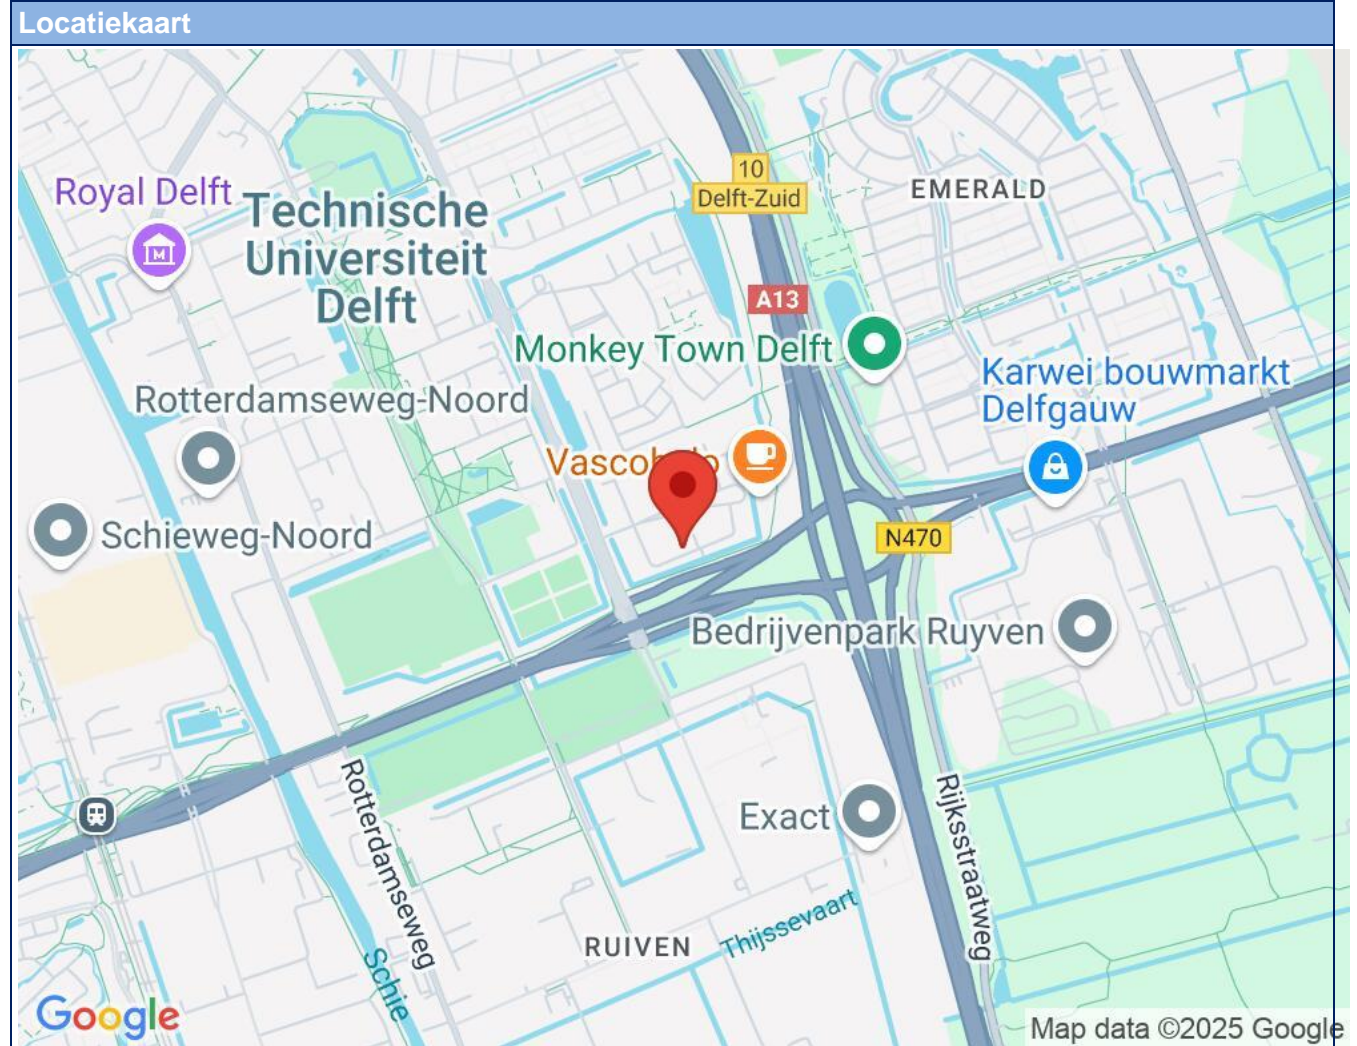 Locatiekaart
10
Delft-Zuid
EMERALD
Royal Delft
Technische
Universiteit
Delft
A13
Monkey Town Delft
Karwei bouwmarkt
Delfgauw
Rotterdamseweg-Noord
Schieweg-Noord
N470
Bedrijvenpark Ruyven
Exact
Rotterdamseweg
Rijksstraatweg
Thijssevaart
RUIVEN
Schie
Google
Map data ©2025 Google